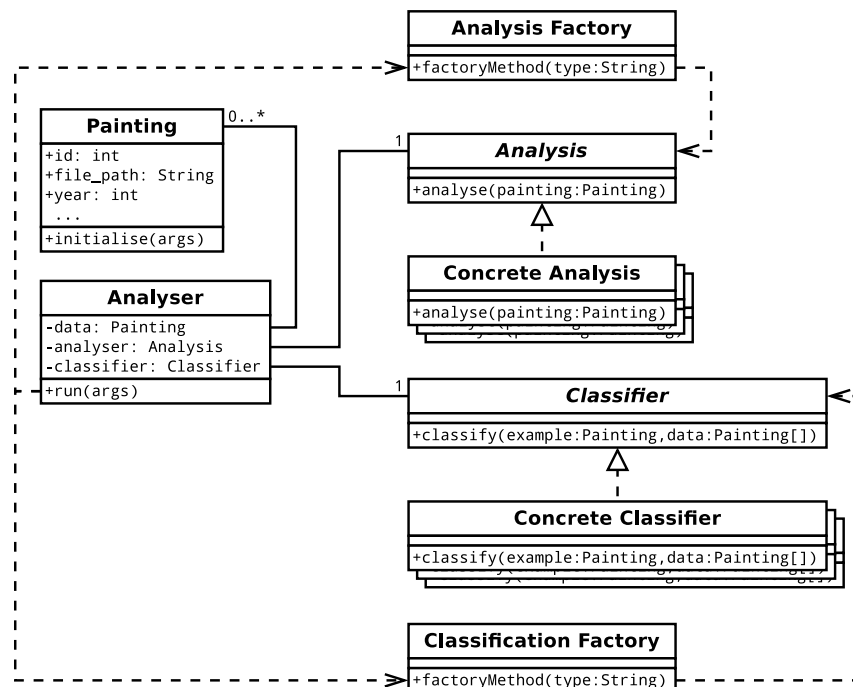 Analysis Factory
+factoryMethod(type:String)
0..*
Painting
+id: int
+file_path: String
+year: int
...
+initialise(args)
1
Analysis
+analyse(painting:Painting)
Concrete Analysis
+analyse(painting:Painting)
Analyser
-data: Painting
-analyser: Analysis
-classifier: Classifier
+run(args)
1
Classifier
+classify(example:Painting,data:Painting[])
Concrete Classifier
+classify(example:Painting,data:Painting[])
Classification Factory
+factoryMethod(type:String)